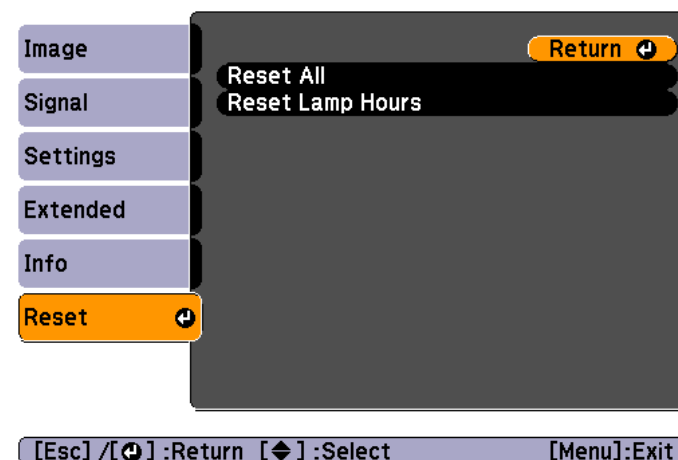 Image
Signal
Settings
Extended
Info
Reset
Return
Reset All
Reset Lamp Hours
[Esc] /[ ] :Return [ ] :Select [Menu]:Exit